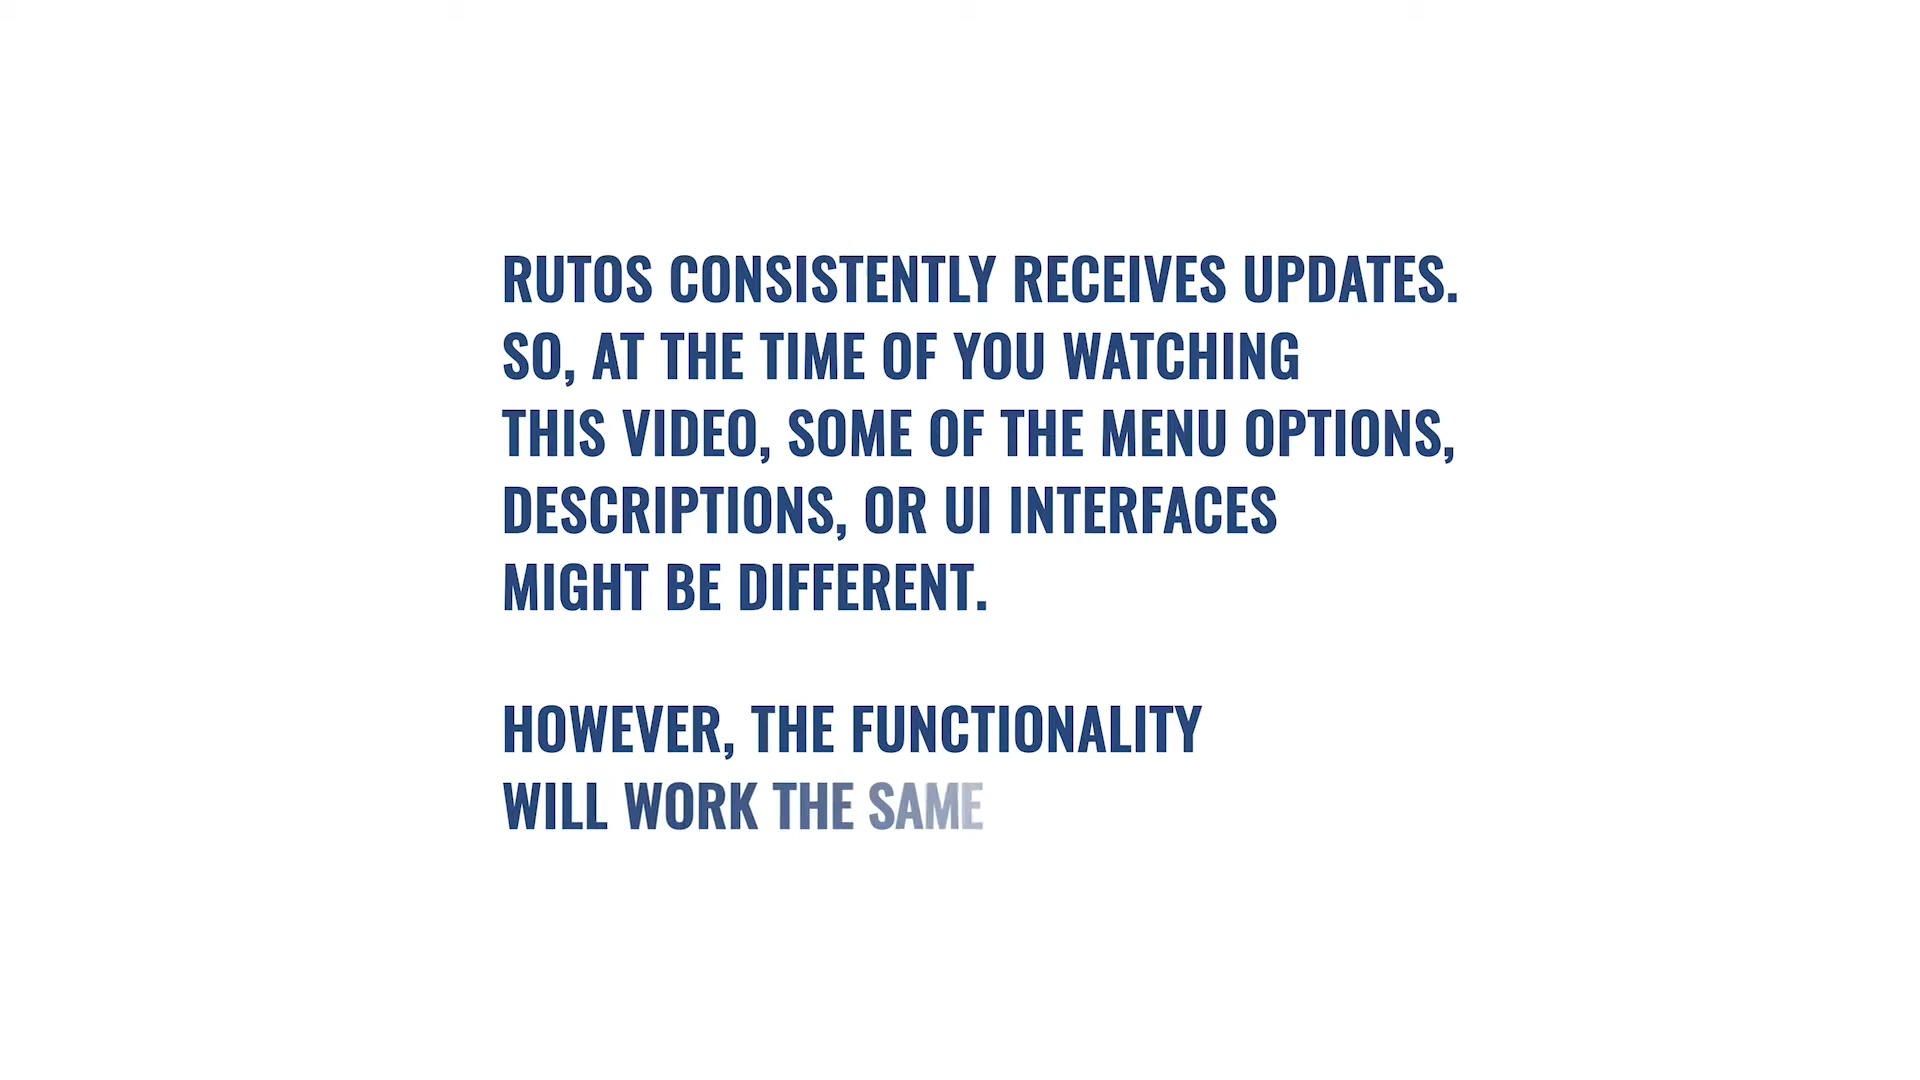 RUTOS CONSISTENTLY RECEIVES UPDATES.
SO, AT THE TIME OF YOU WATCHING
THIS VIDEO, SOME OF THE MENU OPTIONS,
DESCRIPTIONS, OR UI INTERFACES
MIGHT BE DIFFERENT.
HOWEVER, THE FUNCTIONALITY
WILL WORK THE SAME